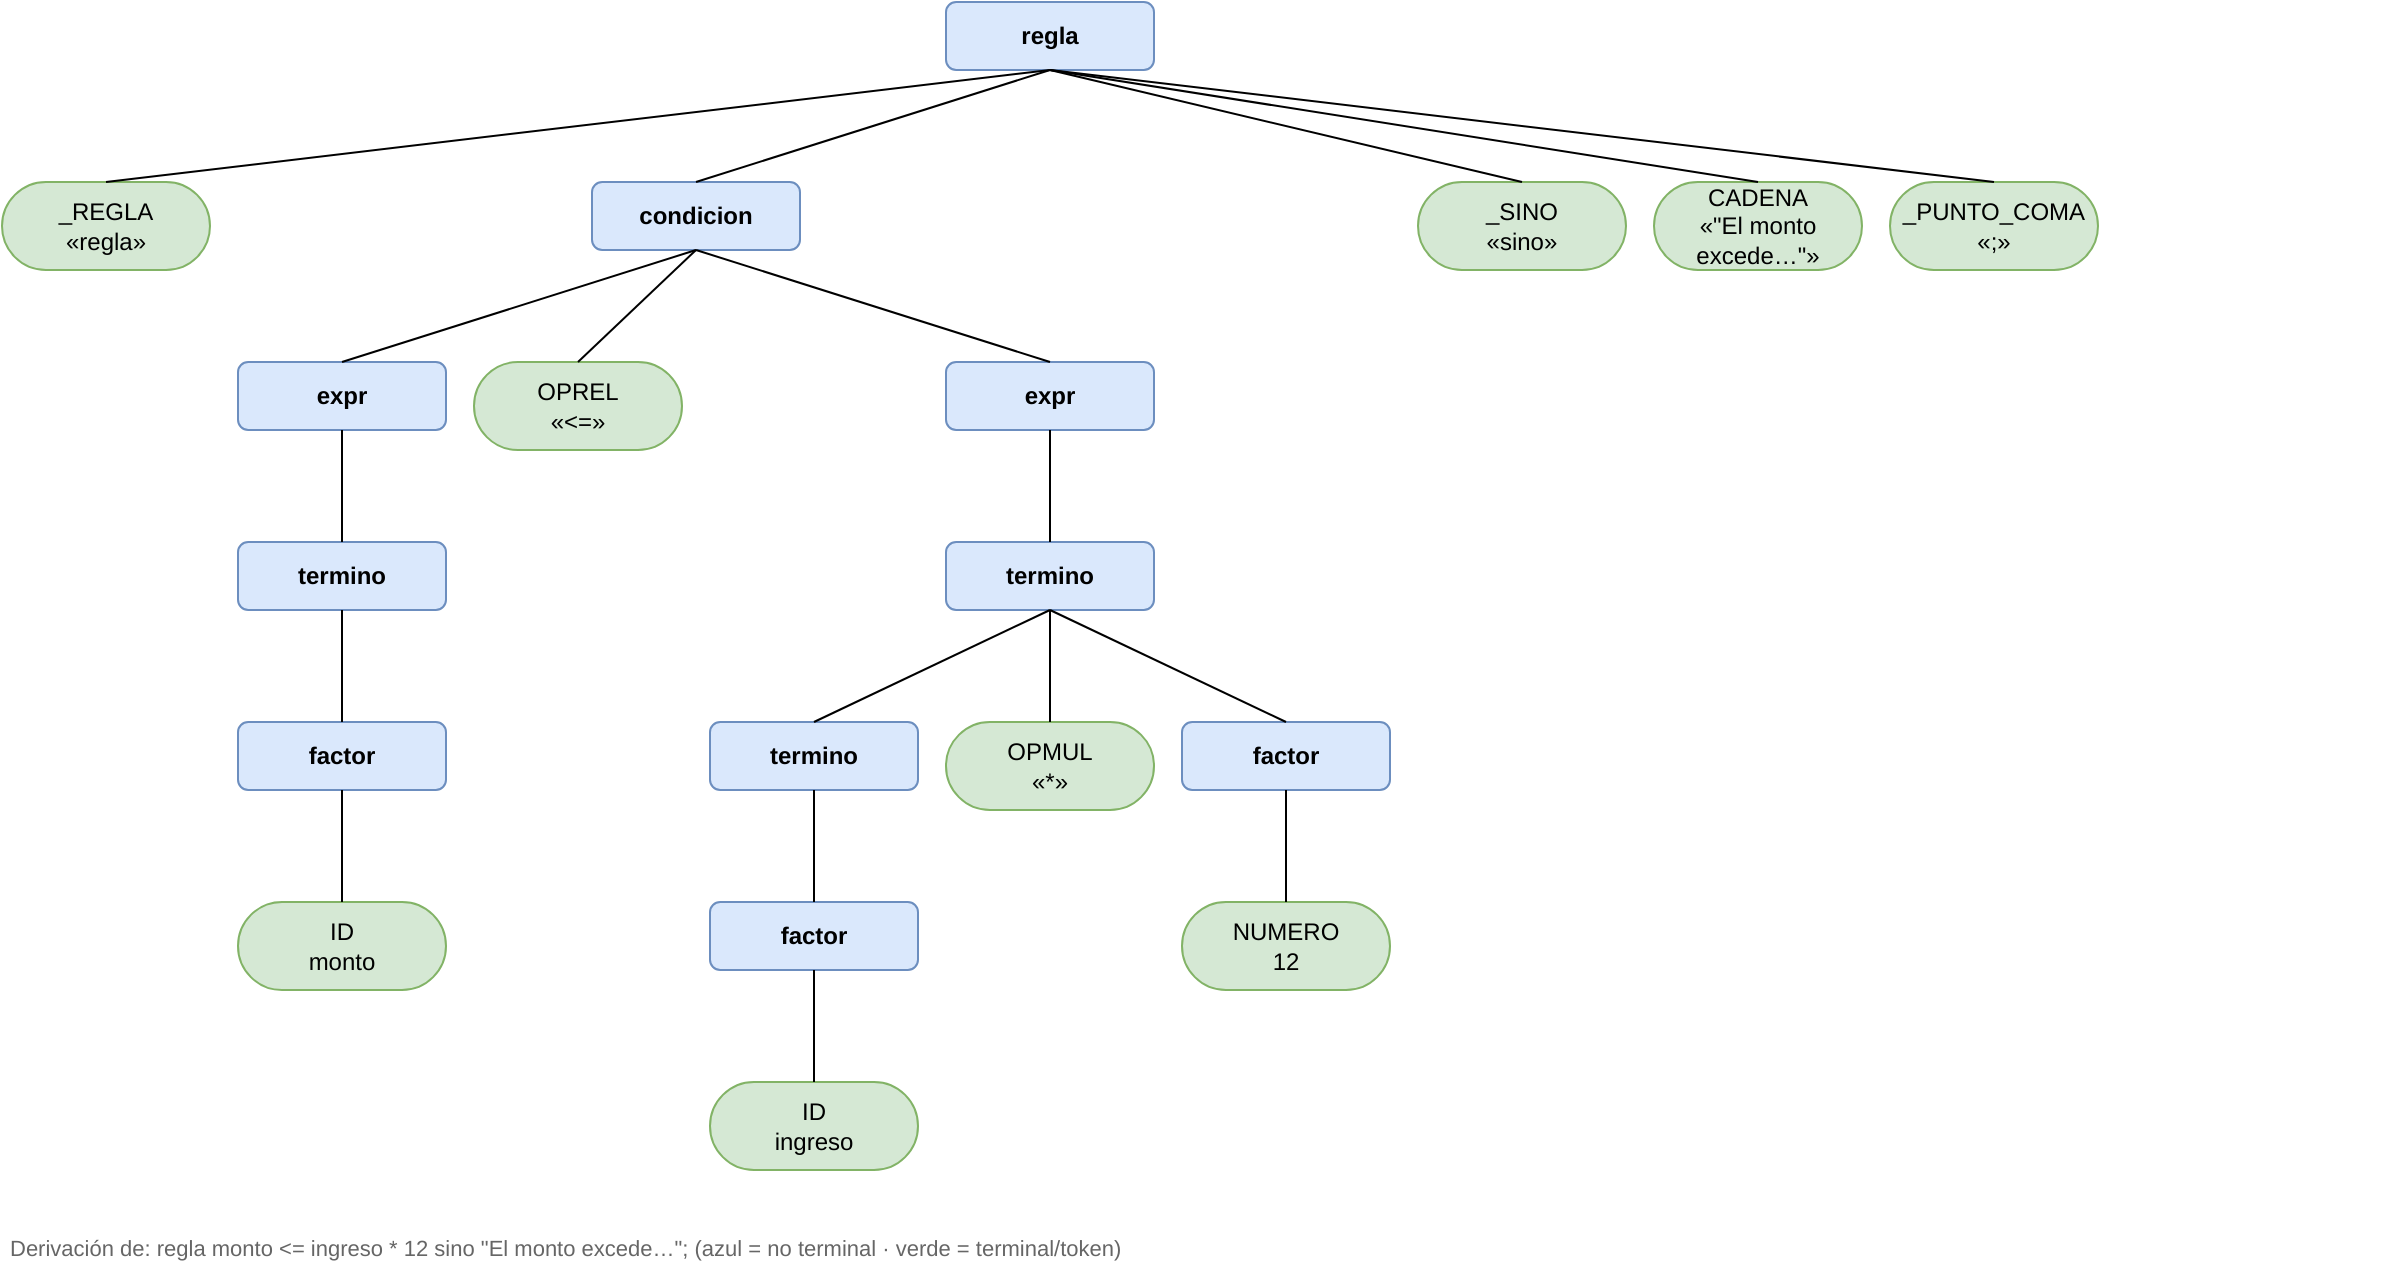 regla
_REGLA
«regla»
condicion
_SINO
«sino»
CADENA
«"El monto
excede…"»
_PUNTO_COMA
«;»
expr
OPREL
«<=»
expr
termino
termino
factor
termino
OPMUL
«*»
factor
ID
monto
factor
NUMERO
12
ID
ingreso
Derivación de: regla monto <= ingreso * 12 sino "El monto excede…"; (azul = no terminal · verde = terminal/token)